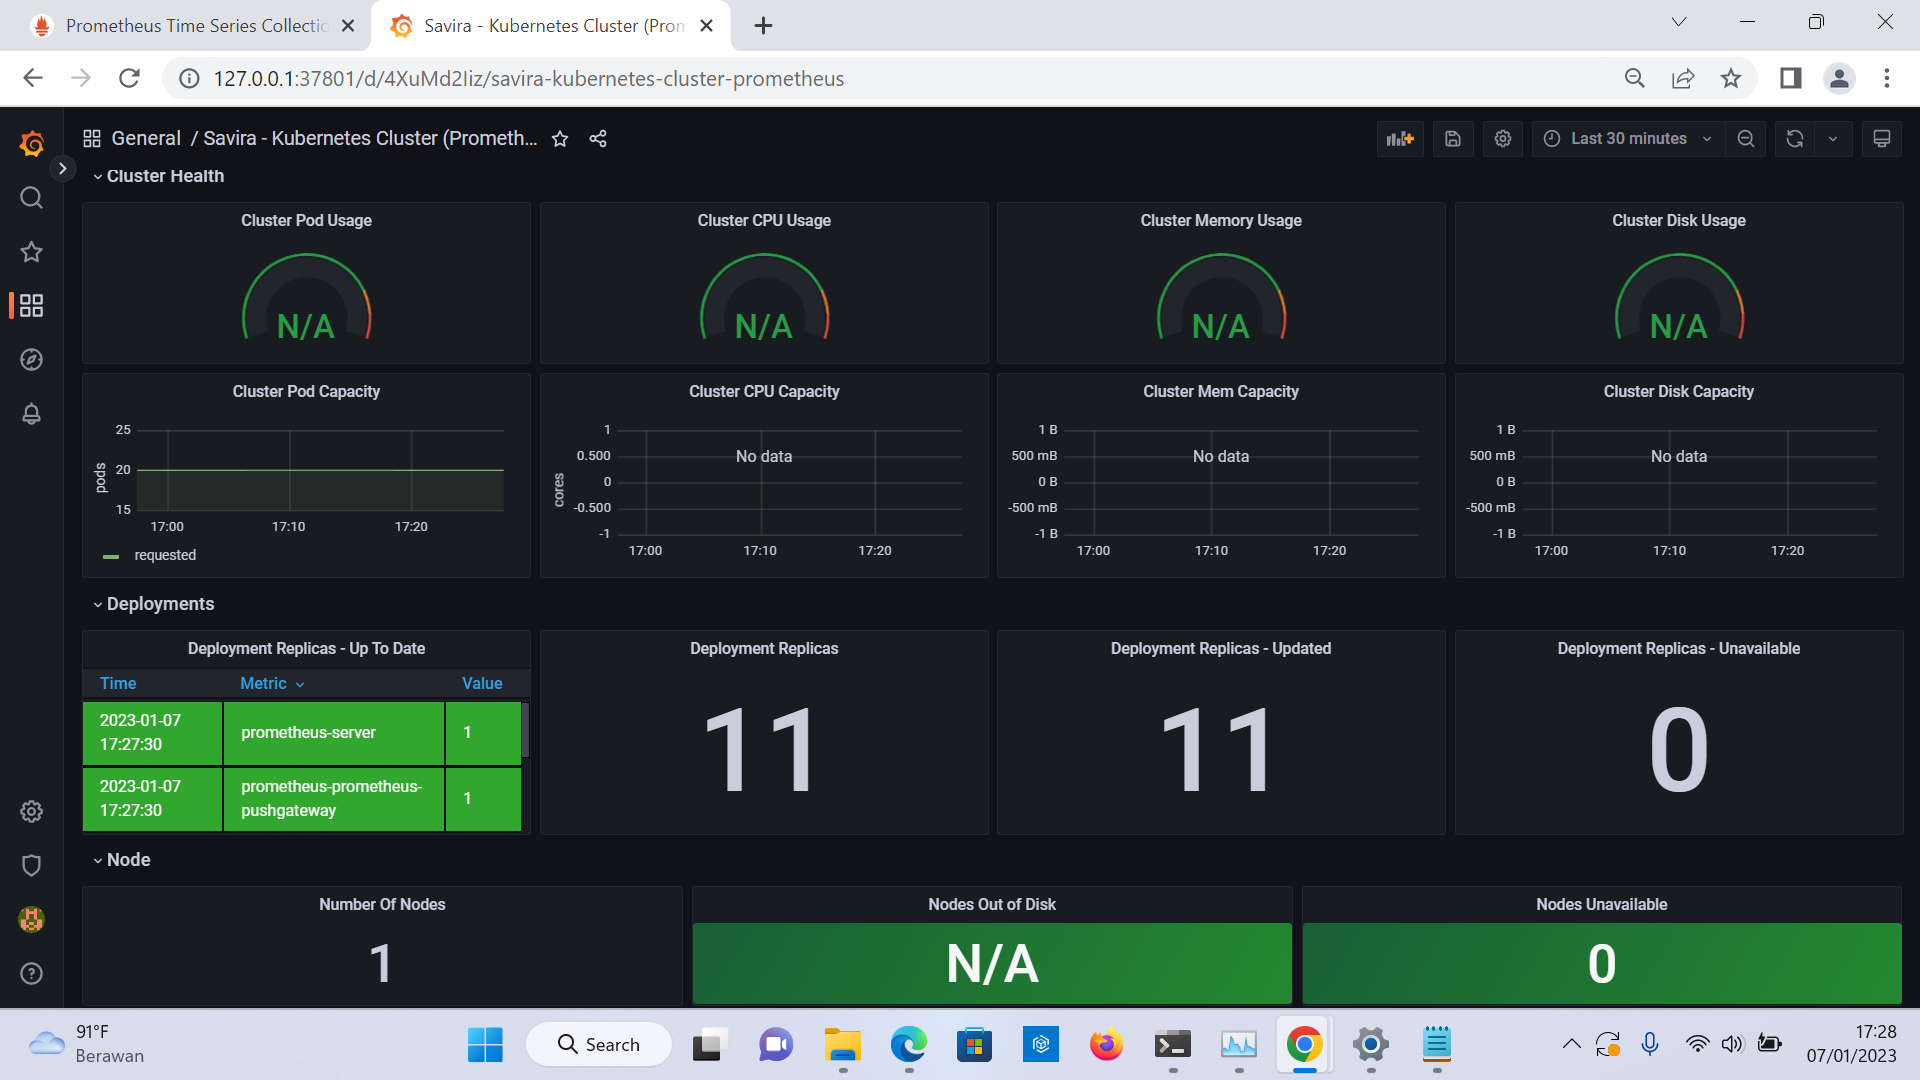 Prometheus Time Series Collectio
Savira - Kubernetes Cluster (Prom
127.0.0.1:37801/d/4XuMd2Iiz/savira-kubernetes-cluster-prometheus
General / Savira - Kubernetes Cluster (Prometh...
Last 30 minutes
Cluster Health
Cluster Pod Usage
N/A
Cluster CPU Usage
N/A
Cluster Memory Usage
N/A
Cluster Disk Usage
N/A
Cluster Pod Capacity
pods
25
20
15
17:00 17:10 17:20
requested
Cluster CPU Capacity
cores
1
0.500
0
-0.500
-1
No data
17:00 17:10 17:20
Cluster Mem Capacity
1 B
500 mB
0 B
-500 mB
-1 B
No data
17:00 17:10 17:20
Cluster Disk Capacity
1 B
500 mB
0 B
-500 mB
-1 B
No data
17:00 17:10 17:20
Deployments
Deployment Replicas - Up To Date
Time Metric Value
2023-01-07
17:27:30
prometheus-server
1
2023-01-07
17:27:30
prometheus-prometheus-
pushgateway
1
Deployment Replicas
11
Deployment Replicas - Updated
11
Deployment Replicas - Unavailable
0
Node
Number Of Nodes
1
Nodes Out of Disk
N/A
Nodes Unavailable
0
91°F
Berawan
Search
17:28
07/01/2023